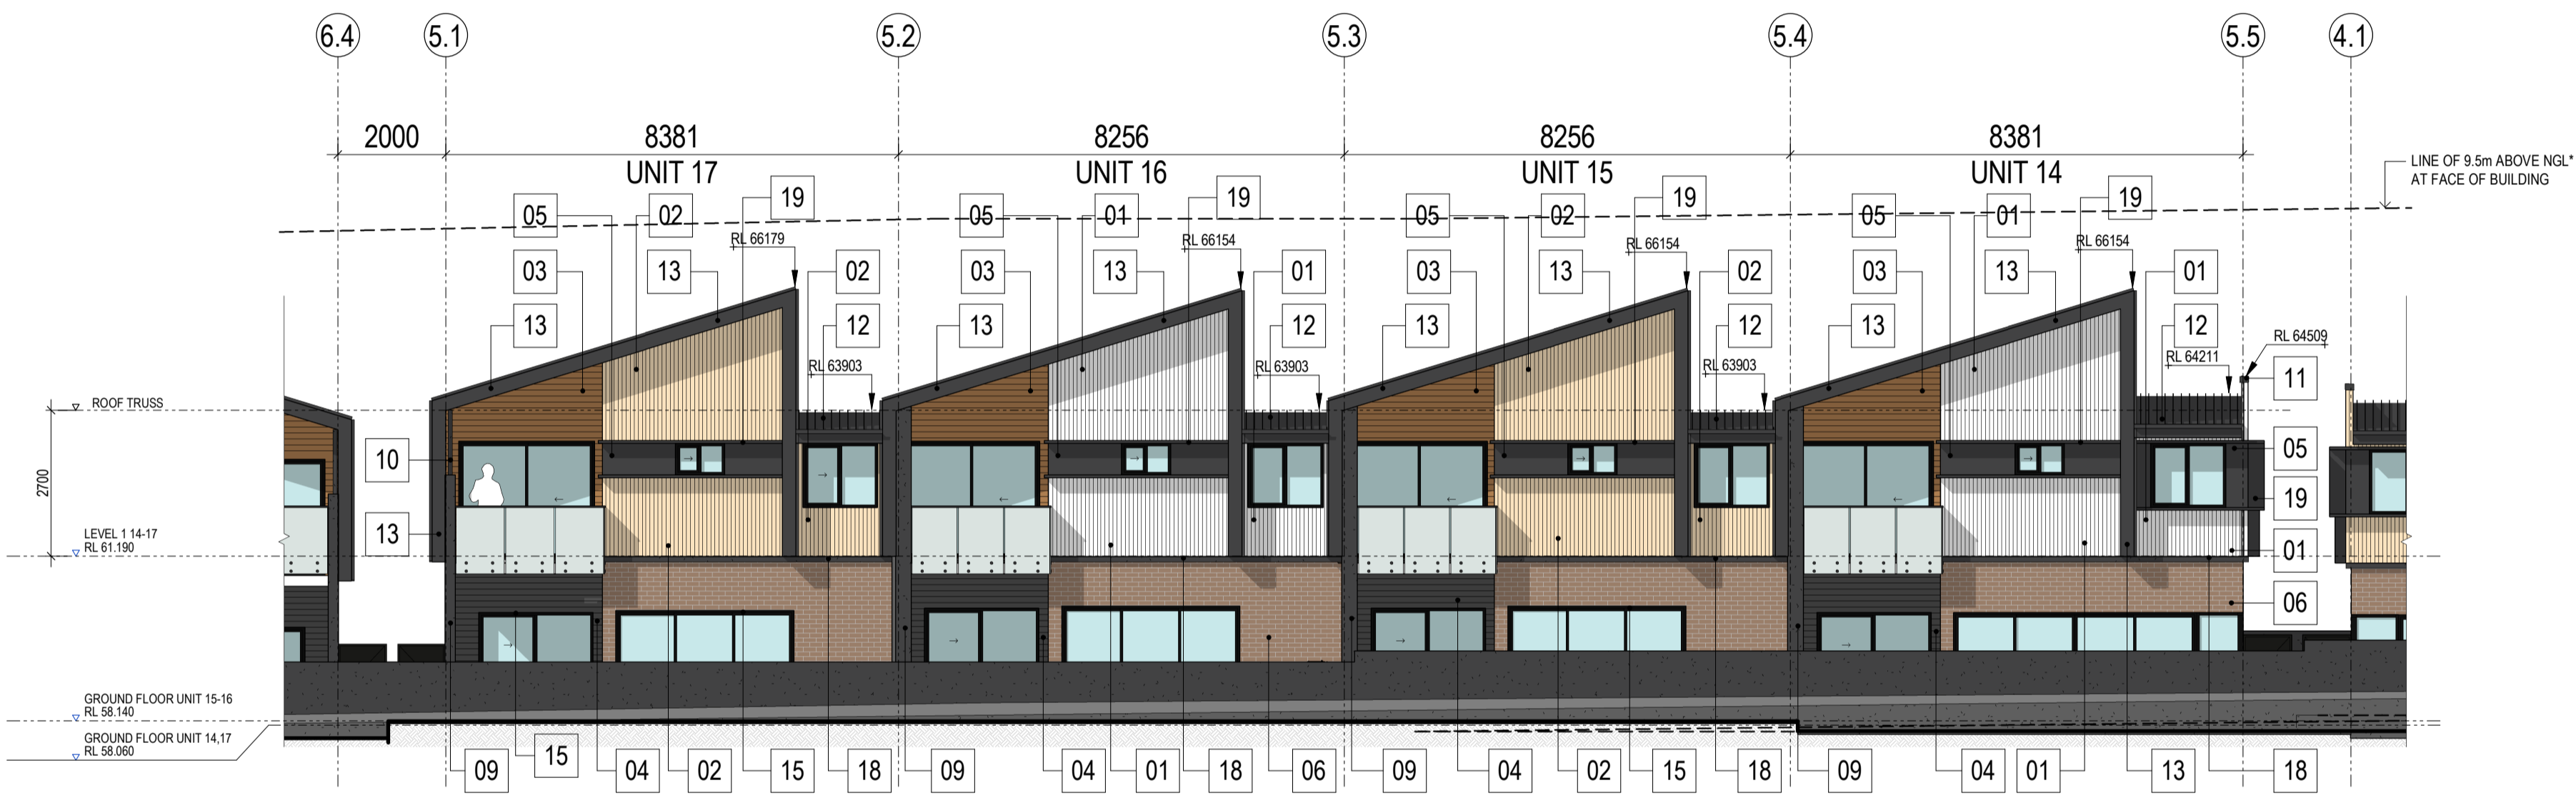 6.4 5.1 5.2 5.3 5.4 5.5 4.1
2000 8381 8256 8256 8381
UNIT 17 UNIT 16 UNIT 15 UNIT 14
LINE OF 9.5m ABOVE NGL*
AT FACE OF BUILDING
05 02 19 05 01 19 05 02 19 05 01 19
RL 66179 RL 66154 RL 66154 RL 66154
03 13 02 03 13 01 03 13 02 03 13 01
13 12 13 12 13 12 13 12
RL 64509
RL 63903 RL 63903 RL 63903 RL 64211
11
ROOF TRUSS
10 05
2700
19
13
LEVEL 1 14-17
RL 61.190
01
06
GROUND FLOOR UNIT 15-16
RL 58.140
GROUND FLOOR UNIT 14,17
RL 58.060
15
09 04 02 15 18 09 04 01 18 06 09 04 02 15 18 09 04 01 13 18